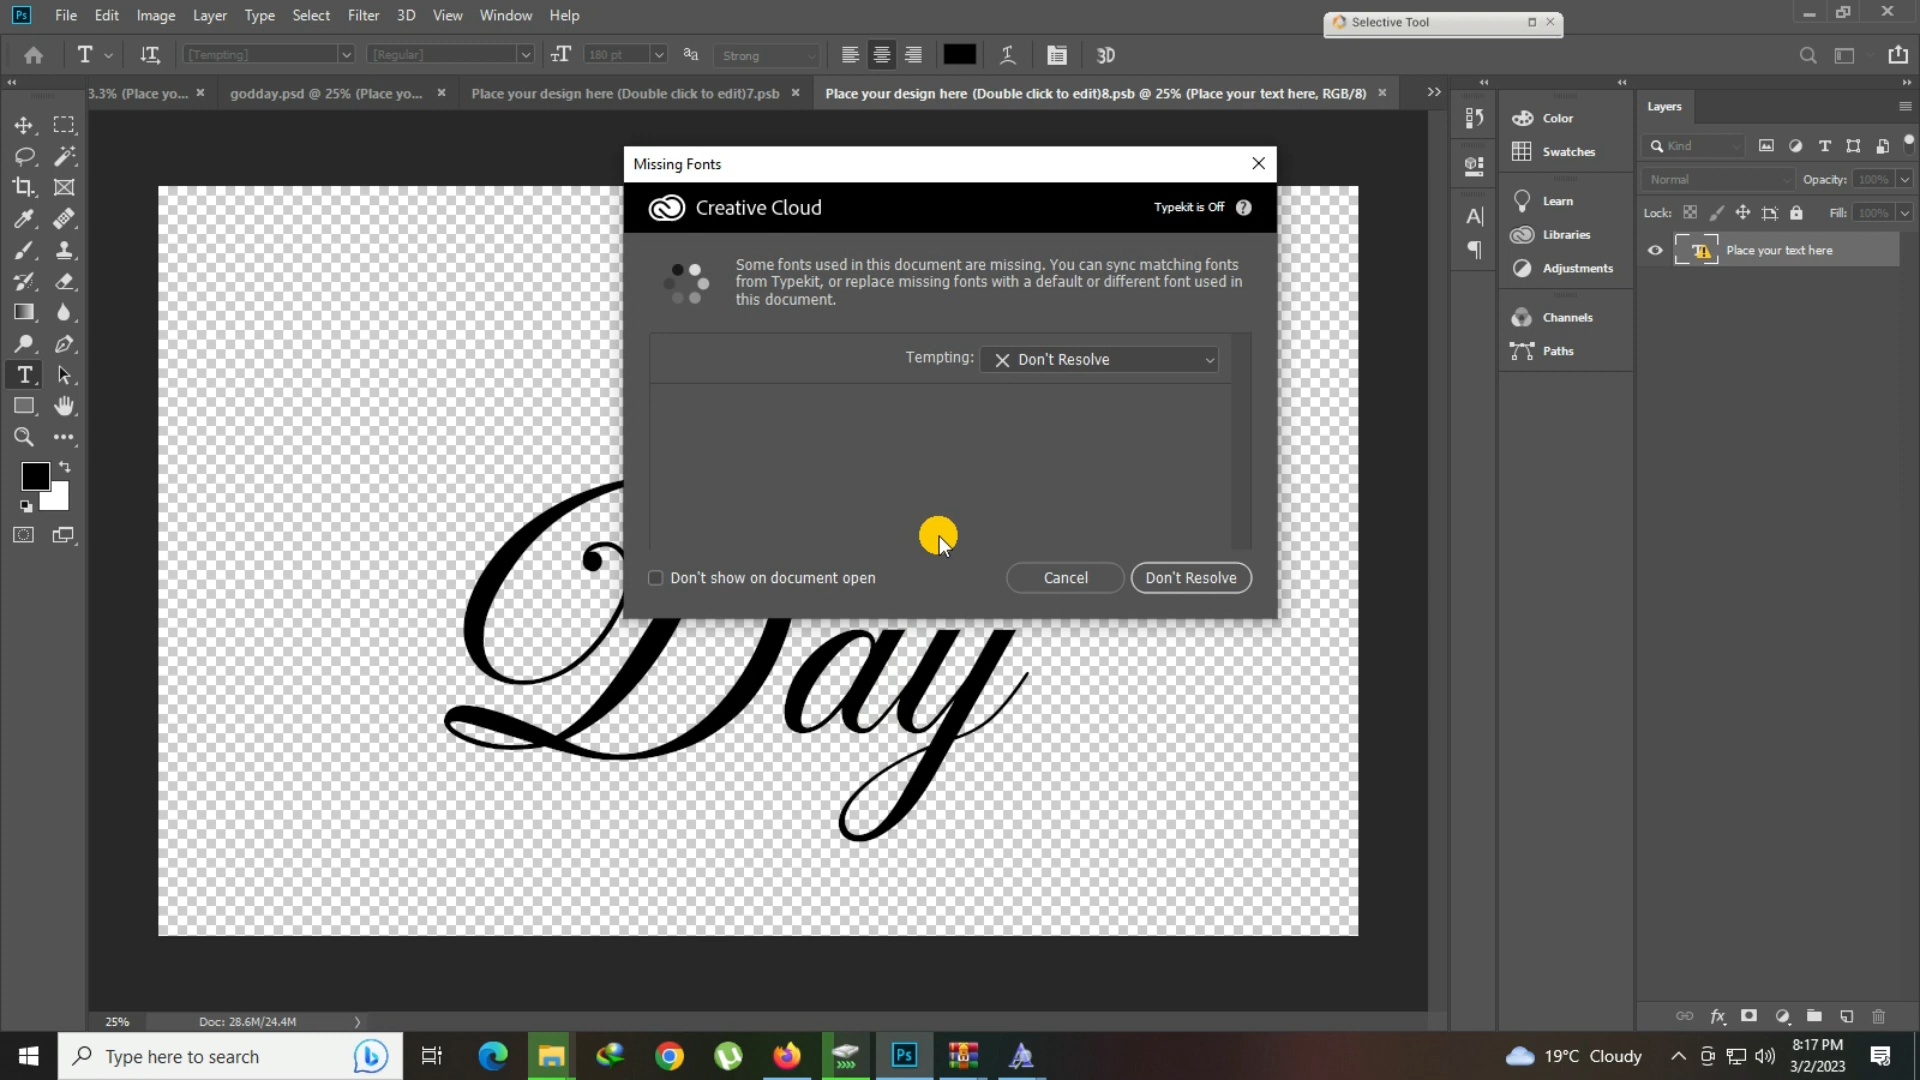 Ps File Edit Image Layer Type Select Filter 3D View Window Help
Selective Tool
[Tempting] [Regular] 180 pt aa Strong 3D
3.3% (Place yo... godday.psd @ 25% (Place yo... Place your design here (Double click to edit)7.psb Place your design here (Double click to edit)8.psb @ 25% (Place your text here, RGB/8)
Layers
Color
Swatches
Learn
Libraries
Adjustments
Channels
Paths
Kind
Normal Opacity: 100%
Lock: Fill: 100%
Place your text here
Missing Fonts
Creative Cloud Typekit is Off ?
Some fonts used in this document are missing. You can sync matching fonts
from Typekit, or replace missing fonts with a default or different font used in
this document.
Tempting: Don't Resolve
Don't show on document open Cancel Don't Resolve
Day
25% Doc: 28.6M/24.4M
fx
Type here to search
Ps
19°C Cloudy
8:17 PM
3/2/2023